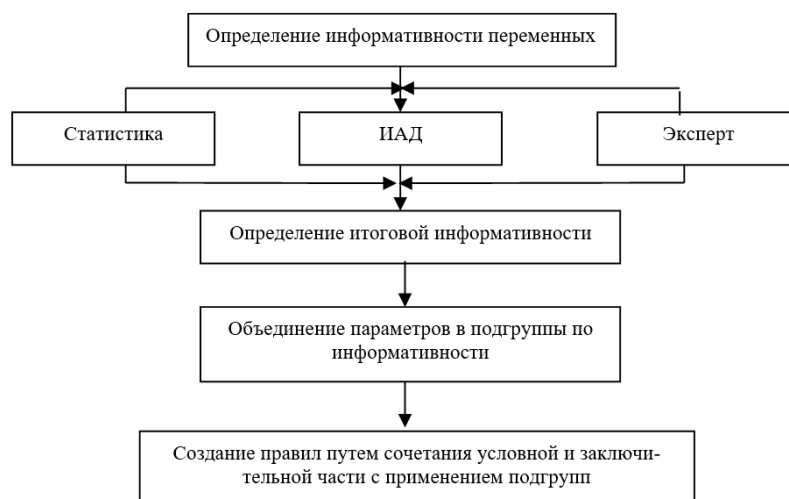 Определение информативности переменных
Статистика
ИАД
Эксперт
Определение итоговой информативности
Объединение параметров в подгруппы по
информативности
Создание правил путем сочетания условной и заключи-
тельной части с применением подгрупп